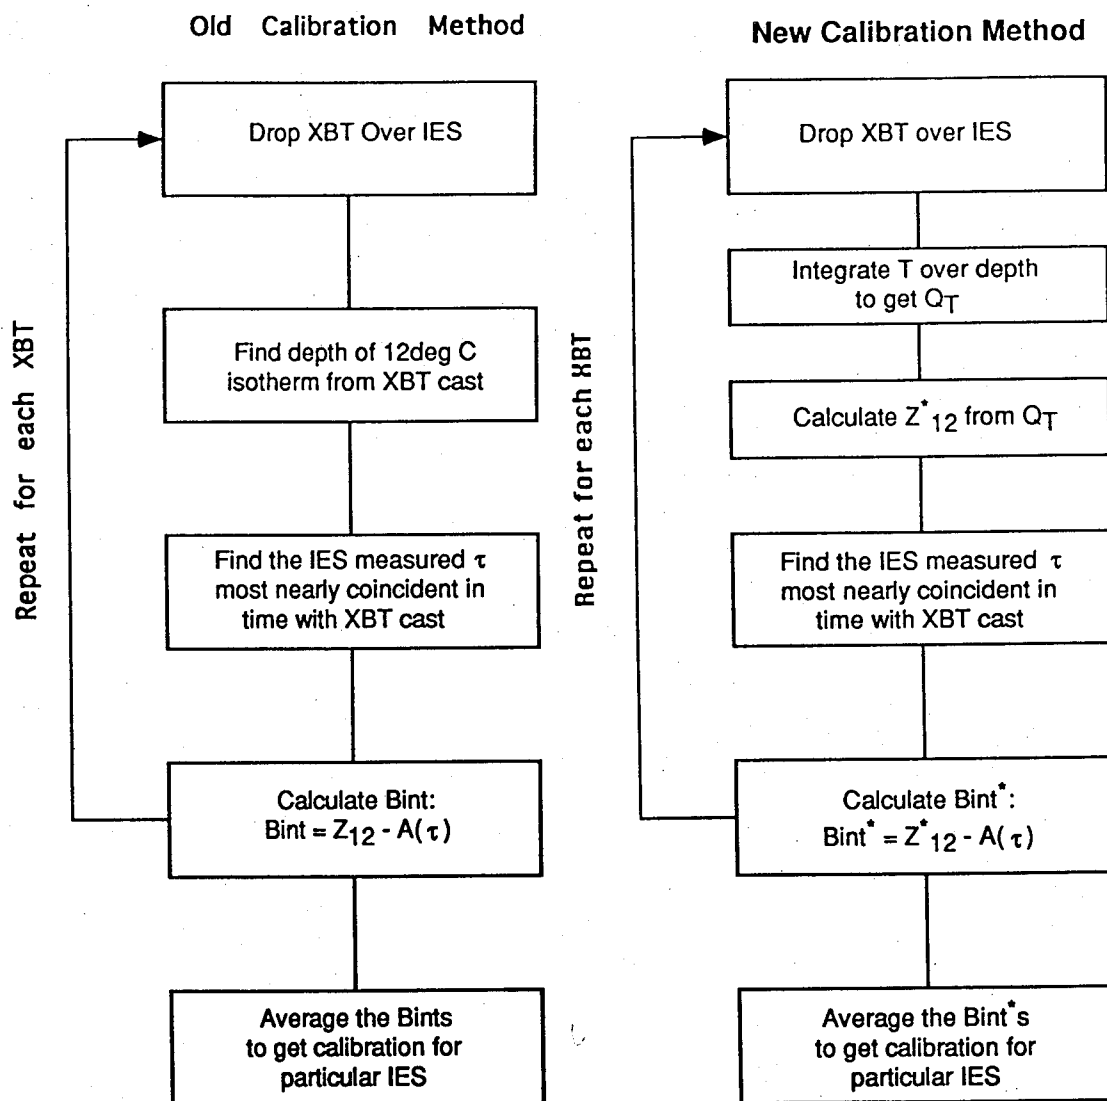 Old Calibration Method
Drop XBT Over IES
Find depth of 12deg C
isotherm from XBT cast
Find the IES measured τ
most nearly coincident in
time with XBT cast
Calculate Bint:
Bint = Z12 - A(τ)
Average the Bints
to get calibration for
particular IES
Repeat for each XBT
New Calibration Method
Drop XBT over IES
Integrate T over depth
to get QT
Calculate Z*12 from QT
Find the IES measured τ
most nearly coincident in
time with XBT cast
Calculate Bint*:
Bint* = Z*12 - A(τ)
Average the Bint*s
to get calibration for
particular IES
Repeat for each XBT